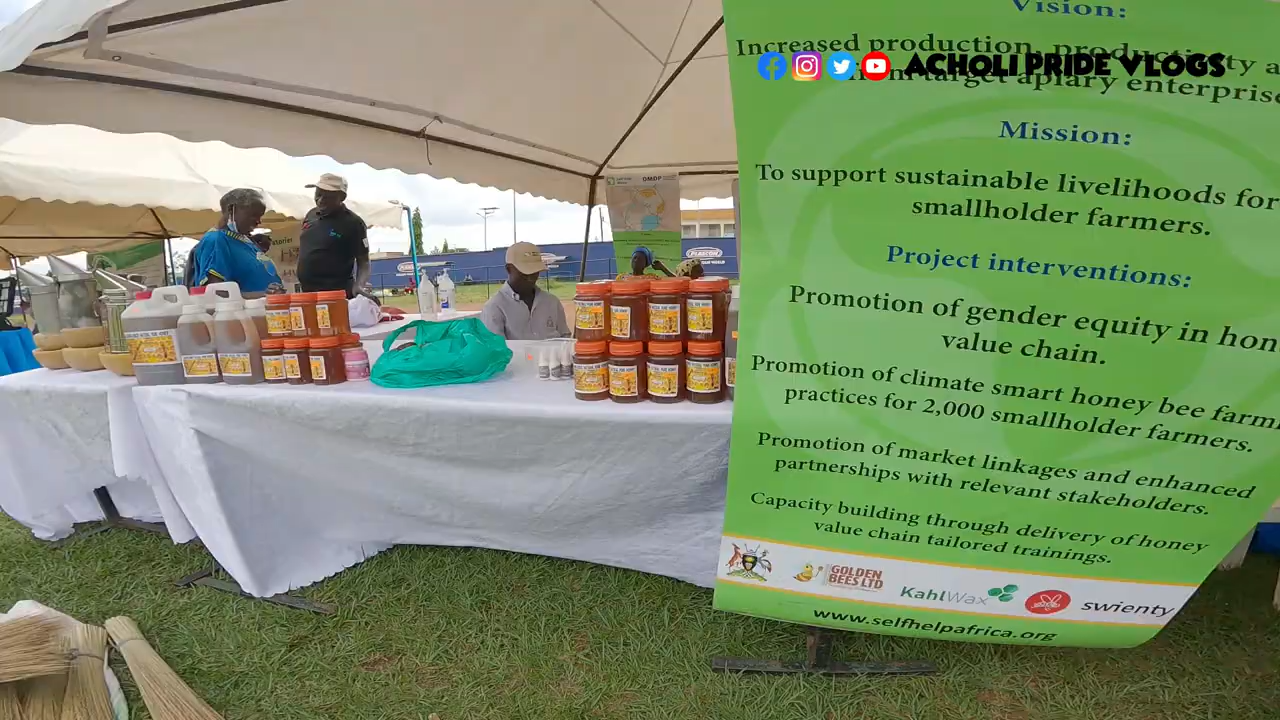 Vision:
Increased production,
target apiary enterprise
ACHOLI PRIDE VLOGS
Mission:
To support sustainable livelihoods for
smallholder farmers.
Project interventions:
Promotion of gender equity in hon
value chain.
Promotion of climate smart honey bee farmi
practices for 2,000 smallholder farmers.
Promotion of market linkages and enhanced
partnerships with relevant stakeholders.
Capacity building through delivery of honey
value chain tailored trainings.
GOLDEN
BEES LTD
KahlWax
swienty
www.selfhelpafrica.org
OMDP
PLASCON